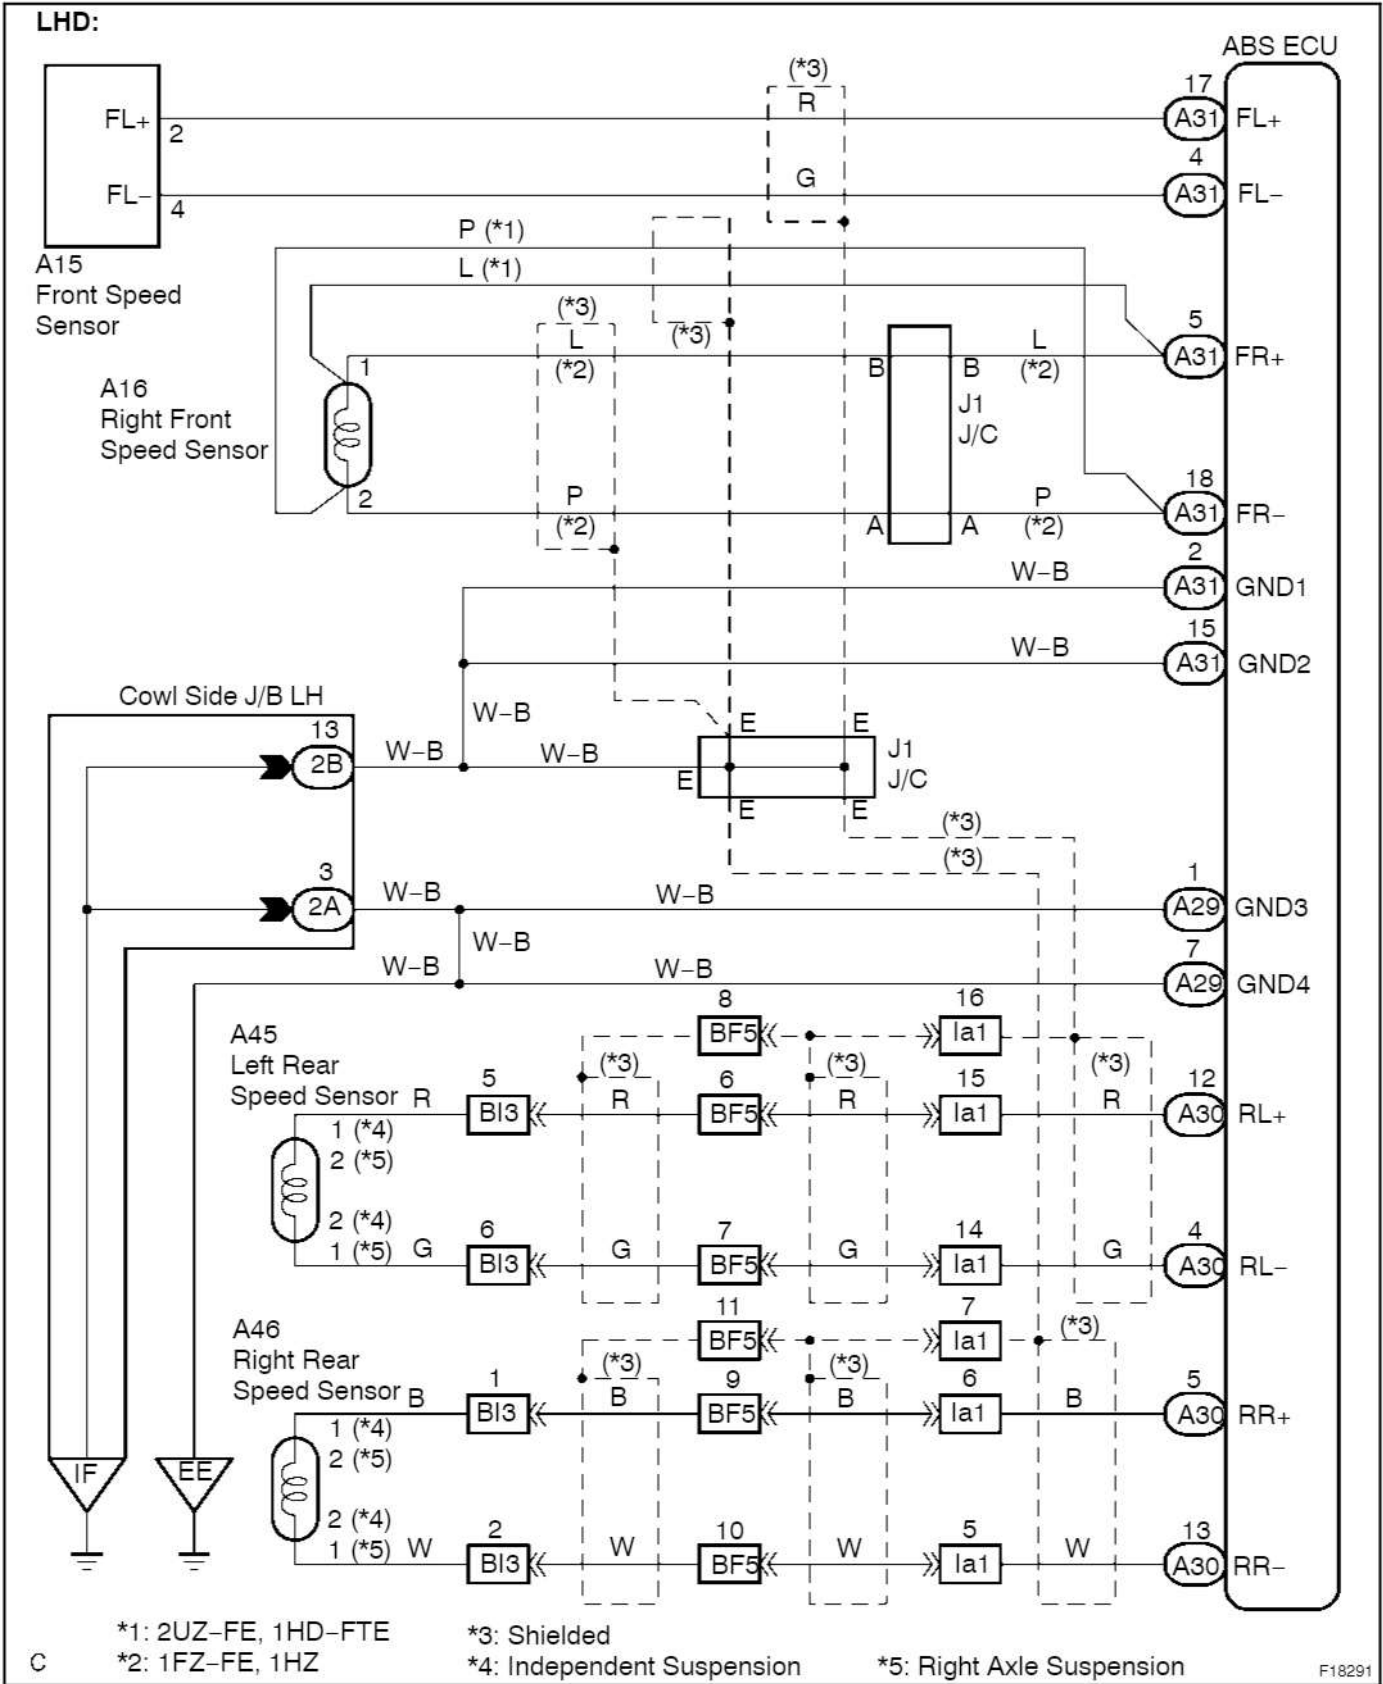 LHD:
ABS ECU
(*3)
R
17
FL+
2
A31
FL+
4
G
FL−
4
A31
FL−
P (*1)
A15
Front Speed
Sensor
L (*1)
(*3)
(*3)
5
L
L
1
(*2)
B
B
(*2)
A31
FR+
A16
Right Front
Speed Sensor
J1
J/C
18
2
P
P
(*2)
A
A
(*2)
A31
FR−
2
W−B
A31
GND1
15
W−B
A31
GND2
Cowl Side J/B LH
W−B
13
E
E
2B
W−B
W−B
E
J1
J/C
E
E
(*3)
(*3)
3
1
2A
W−B
W−B
A29
GND3
W−B
7
W−B
W−B
A29
GND4
8
16
A45
Left Rear
Speed Sensor
BF5
Ia1
(*3)
(*3)
(*3)
R
5
6
15
12
BI3
R
BF5
R
Ia1
R
A30
RL+
1 (*4)
2 (*5)
2 (*4)
1 (*5)
G
6
7
14
4
BI3
G
BF5
G
Ia1
G
A30
RL−
11
7
A46
Right Rear
Speed Sensor
BF5
Ia1
(*3)
(*3)
(*3)
B
1
9
6
5
BI3
B
BF5
B
Ia1
B
A30
RR+
1 (*4)
2 (*5)
IF
EE
2 (*4)
1 (*5)
W
2
10
5
13
BI3
W
BF5
W
Ia1
W
A30
RR−
*1: 2UZ−FE, 1HD−FTE
*3: Shielded
C
*2: 1FZ−FE, 1HZ
*4: Independent Suspension
*5: Right Axle Suspension
F18291